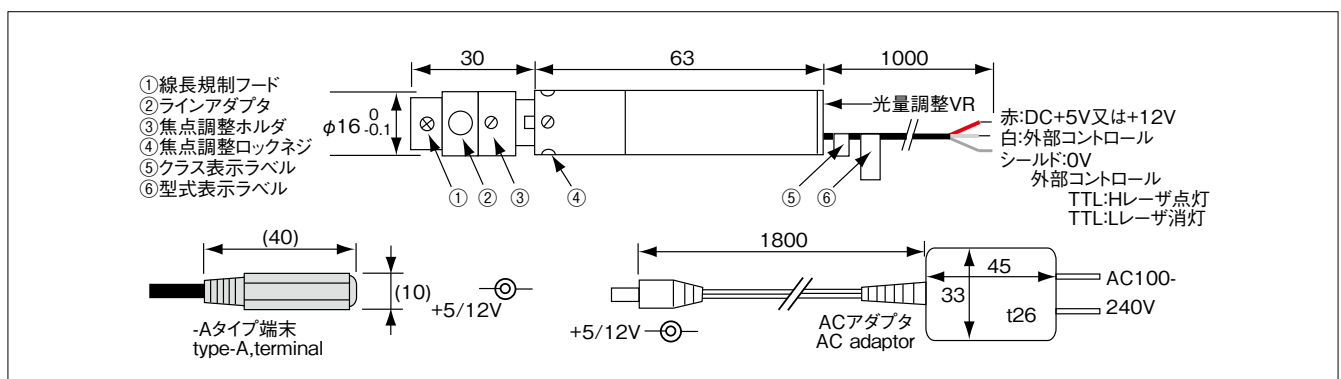 ①線長規制フード
②ラインアダプタ
③焦点調整ホルダ
④焦点調整ロックネジ
⑤クラス表示ラベル
⑥型式表示ラベル
30
63
1000
φ16 0 -0.1
光量調整VR
赤:DC+5V又は+12V
白:外部コントロール
シールド:0V
外部コントロール
TTL:Hレーザ点灯
TTL:Lレーザ消灯
①
②
③
④
⑤
⑥
(40)
(10)
+5/12V
-Aタイプ端末
type-A,terminal
1800
+5/12V
ACアダプタ
AC adaptor
45
33
t26
AC100-
240V